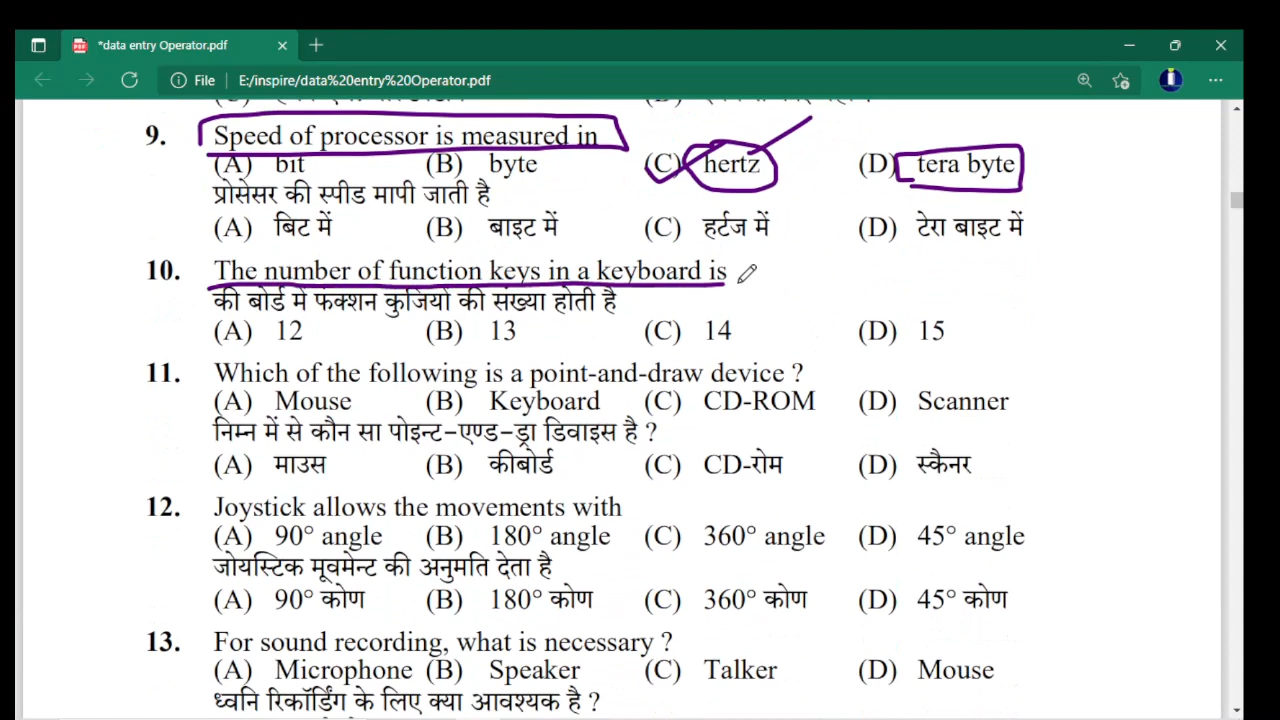 *data entry Operator.pdf
File E:/inspire/data%20entry%20Operator.pdf
9. Speed of processor is measured in
(A) bit (B) byte (C) hertz (D) tera byte
प्रोसेसर की स्पीड मापी जाती है
(A) बिट में (B) बाइट में (C) हर्टज में (D) टेरा बाइट में
10. The number of function keys in a keyboard is
की बोर्ड में फंक्शन कुंजियों की संख्या होती है
(A) 12 (B) 13 (C) 14 (D) 15
11. Which of the following is a point-and-draw device ?
(A) Mouse (B) Keyboard (C) CD-ROM (D) Scanner
निम्न में से कौन सा पोइन्ट-एण्ड-ड्रा डिवाइस है ?
(A) माउस (B) कीबोर्ड (C) CD-रोम (D) स्कैनर
12. Joystick allows the movements with
(A) 90° angle (B) 180° angle (C) 360° angle (D) 45° angle
जोयस्टिक मूवमेन्ट की अनुमति देता है
(A) 90° कोण (B) 180° कोण (C) 360° कोण (D) 45° कोण
13. For sound recording, what is necessary ?
(A) Microphone (B) Speaker (C) Talker (D) Mouse
ध्वनि रिकॉर्डिंग के लिए क्या आवश्यक है ?